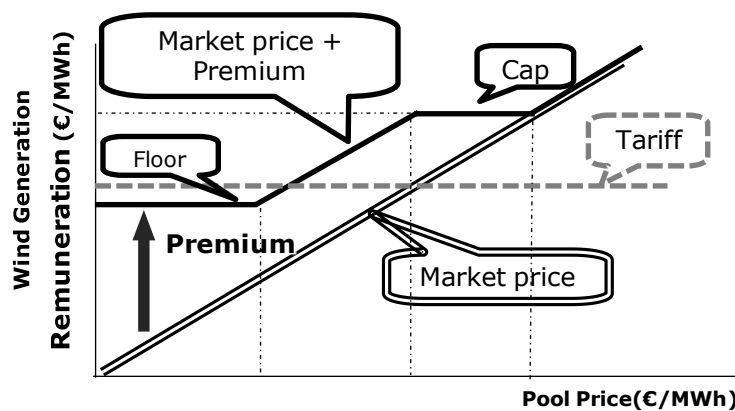 Market price +
Premium
Cap
Tariff
Floor
Premium
Market price
Wind Generation
Remuneration (€/MWh)
Pool Price(€/MWh)